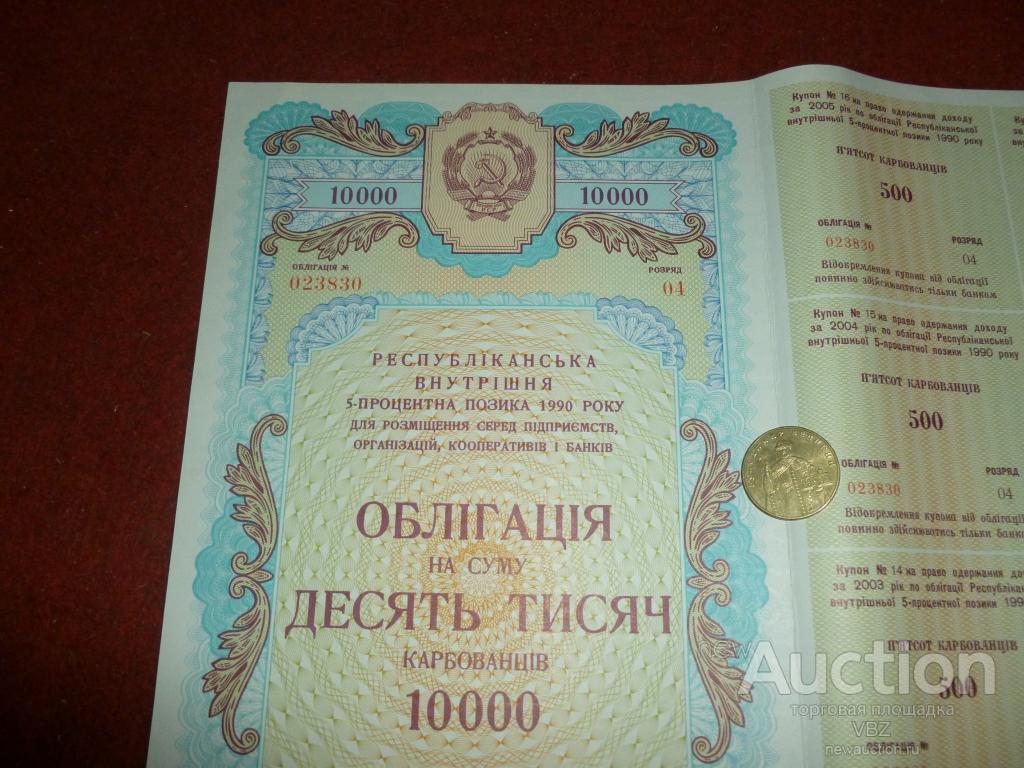 10000
10000
ОБЛІГАЦІЯ №
023830
РОЗРЯД
04
РЕСПУБЛІКАНСЬКА
ВНУТРІШНЯ
5-ПРОЦЕНТНА ПОЗИКА 1990 РОКУ
ДЛЯ РОЗМІЩЕННЯ СЕРЕД ПІДПРИЄМСТВ,
ОРГАНІЗАЦІЙ, КООПЕРАТИВІВ І БАНКІВ
ОБЛІГАЦІЯ
НА СУМУ
ДЕСЯТЬ ТИСЯЧ
КАРБОВАНЦІВ
10000
Купон № 16 на право одержання доходу
за 2005 рік по облігації Республіканської
внутрішньої 5-процентної позики 1990 року
П'ЯТСОТ КАРБОВАНЦІВ
500
ОБЛІГАЦІЯ №
023830
РОЗРЯД
04
Відокремлення купона від облігації
повинно здійснюватись тільки банком
Купон № 15 на право одержання доходу
за 2004 рік по облігації Республіканської
внутрішньої 5-процентної позики 1990 року
П'ЯТСОТ КАРБОВАНЦІВ
500
ОБЛІГАЦІЯ №
023830
РОЗРЯД
04
Відокремлення купона від облігації
повинно здійснюватись тільки банком
Купон № 14 на право одержання
за 2003 рік по облігації
внутрішньої 5-процентної позики
П'ЯТСОТ КАРБОВАНЦІВ
500
ОБЛІГАЦІЯ №
Auction
торговая площадка
VBZ
newauction.ru